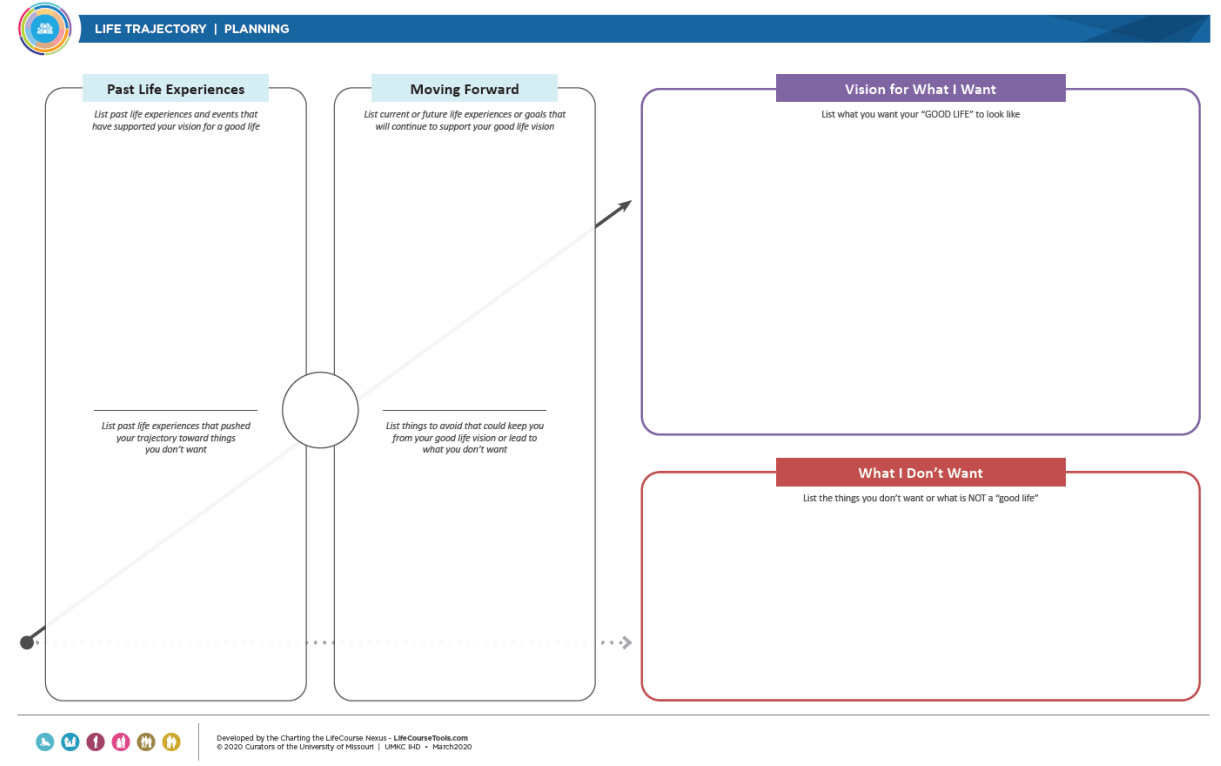 LIFE TRAJECTORY | PLANNING
Past Life Experiences
List past life experiences and events that
have supported your vision for a good life
List past life experiences that pushed
your trajectory toward things
you don't want
Moving Forward
List current or future life experiences or goals that
will continue to support your good life vision
List things to avoid that could keep you
from your good life vision or lead to
what you don't want
Vision for What I Want
List what you want your “GOOD LIFE” to look like
What I Don't Want
List the things you don't want or what is NOT a “good life”
Developed by the Charting the LifeCourse Nexus - LifeCourseTools.com
© 2020 Curators of the University of Missouri | UMKC IHD • March2020